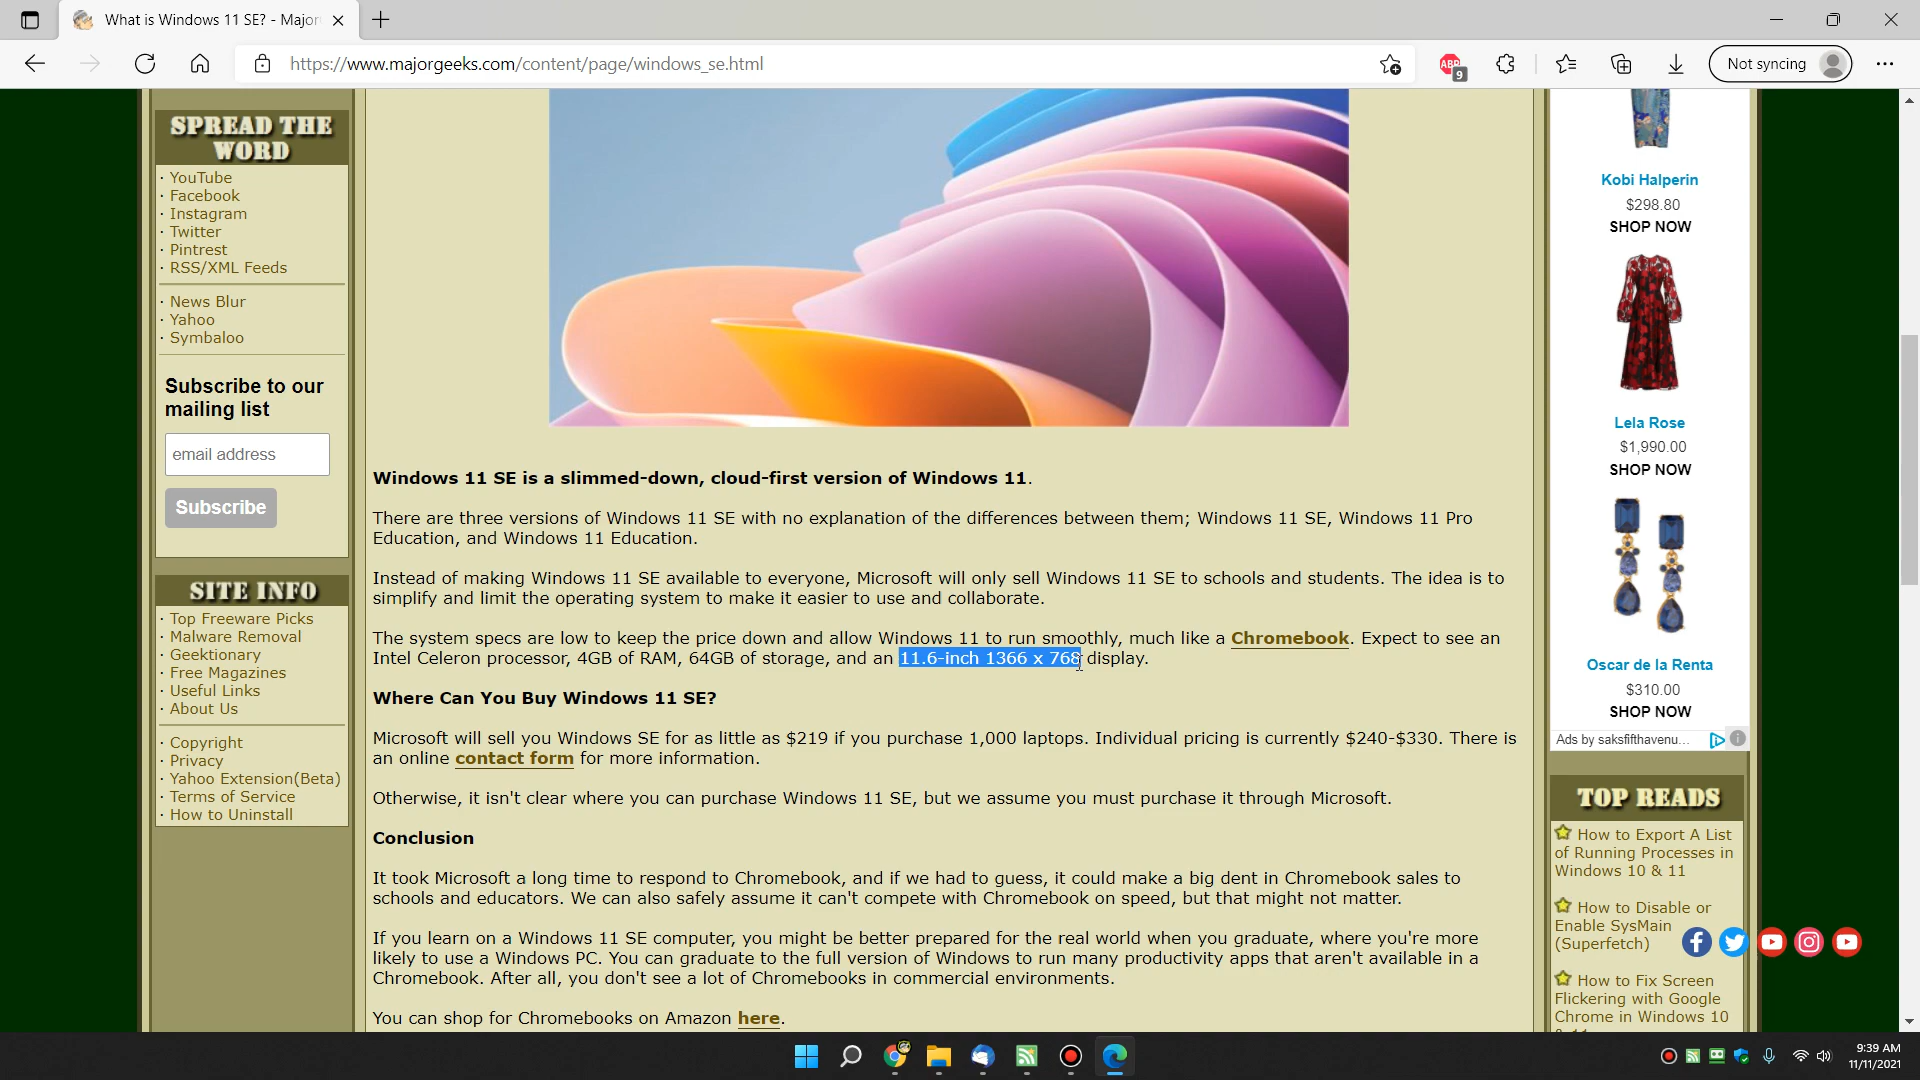 What is Windows 11 SE? - Major
https://www.majorgeeks.com/content/page/windows_se.html
ABP
9
Not syncing
SPREAD THE
WORD
· YouTube
· Facebook
· Instagram
· Twitter
· Pintrest
· RSS/XML Feeds
· News Blur
· Yahoo
· Symbaloo
Subscribe to our
mailing list
email address
Subscribe
SITE INFO
· Top Freeware Picks
· Malware Removal
· Geektionary
· Free Magazines
· Useful Links
· About Us
· Copyright
· Privacy
· Yahoo Extension(Beta)
· Terms of Service
· How to Uninstall
Windows 11 SE is a slimmed-down, cloud-first version of Windows 11.
There are three versions of Windows 11 SE with no explanation of the differences between them; Windows 11 SE, Windows 11 Pro
Education, and Windows 11 Education.
Instead of making Windows 11 SE available to everyone, Microsoft will only sell Windows 11 SE to schools and students. The idea is to
simplify and limit the operating system to make it easier to use and collaborate.
The system specs are low to keep the price down and allow Windows 11 to run smoothly, much like a Chromebook. Expect to see an
Intel Celeron processor, 4GB of RAM, 64GB of storage, and an 11.6-inch 1366 x 768 display.
Where Can You Buy Windows 11 SE?
Microsoft will sell you Windows SE for as little as $219 if you purchase 1,000 laptops. Individual pricing is currently $240-$330. There is
an online contact form for more information.
Otherwise, it isn't clear where you can purchase Windows 11 SE, but we assume you must purchase it through Microsoft.
Conclusion
It took Microsoft a long time to respond to Chromebook, and if we had to guess, it could make a big dent in Chromebook sales to
schools and educators. We can also safely assume it can't compete with Chromebook on speed, but that might not matter.
If you learn on a Windows 11 SE computer, you might be better prepared for the real world when you graduate, where you're more
likely to use a Windows PC. You can graduate to the full version of Windows to run many productivity apps that aren't available in a
Chromebook. After all, you don't see a lot of Chromebooks in commercial environments.
You can shop for Chromebooks on Amazon here.
Kobi Halperin
$298.80
SHOP NOW
Lela Rose
$1,990.00
SHOP NOW
Oscar de la Renta
$310.00
SHOP NOW
Ads by saksfifthavenu...
TOP READS
How to Export A List
of Running Processes in
Windows 10 & 11
How to Disable or
Enable SysMain
(Superfetch)
How to Fix Screen
Flickering with Google
Chrome in Windows 10
9:39 AM
11/11/2021